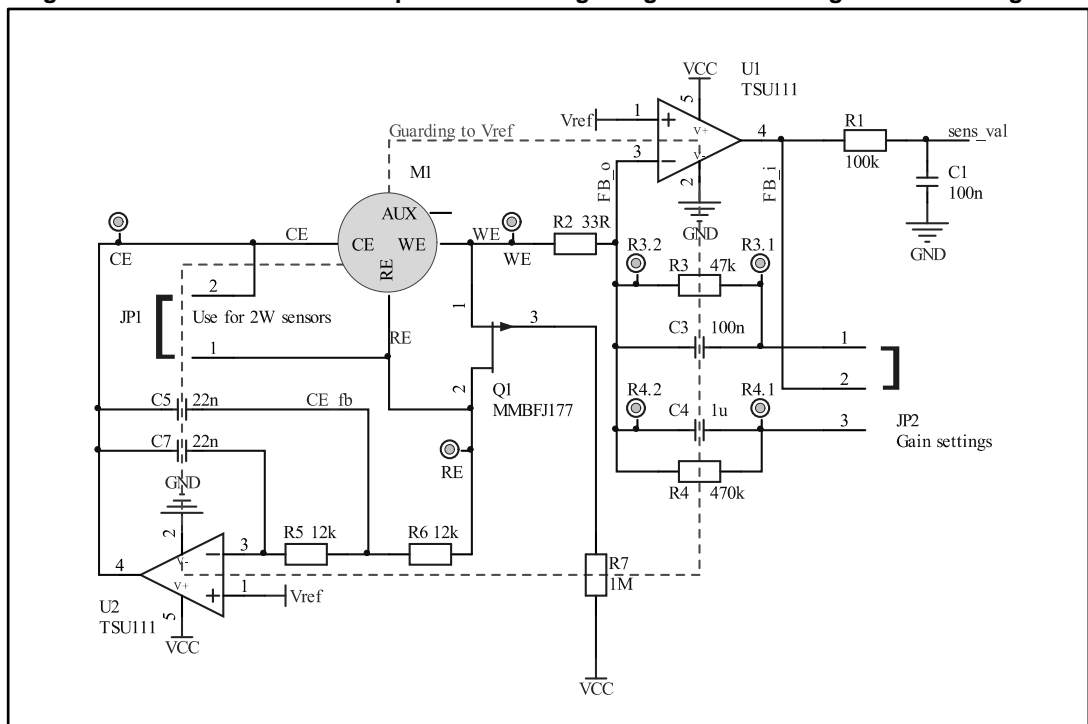 VCC
U1
TSU111
5
Vref
1
+
V+
4
R1
100k
sens_val
Guarding to Vref
3
−
V-
2
FB_o
FB_i
C1
100n
GND
GND
M1
AUX
CE
CE
WE
RE
WE
WE
R2 33R
CE
R3.2
R3.1
R3 47k
2
JP1
Use for 2W sensors
1
RE
1
3
2
Q1
MMBFJ177
C3 100n
1
2
R4.2
C4 1u
R4.1
3
JP2
Gain settings
R4 470k
C5 22n
CE_fb
C7 22n
RE
GND
2
V-
3
−
R5 12k
R6 12k
4
V+
+
1
Vref
U2
TSU111
5
VCC
R7
1M
VCC